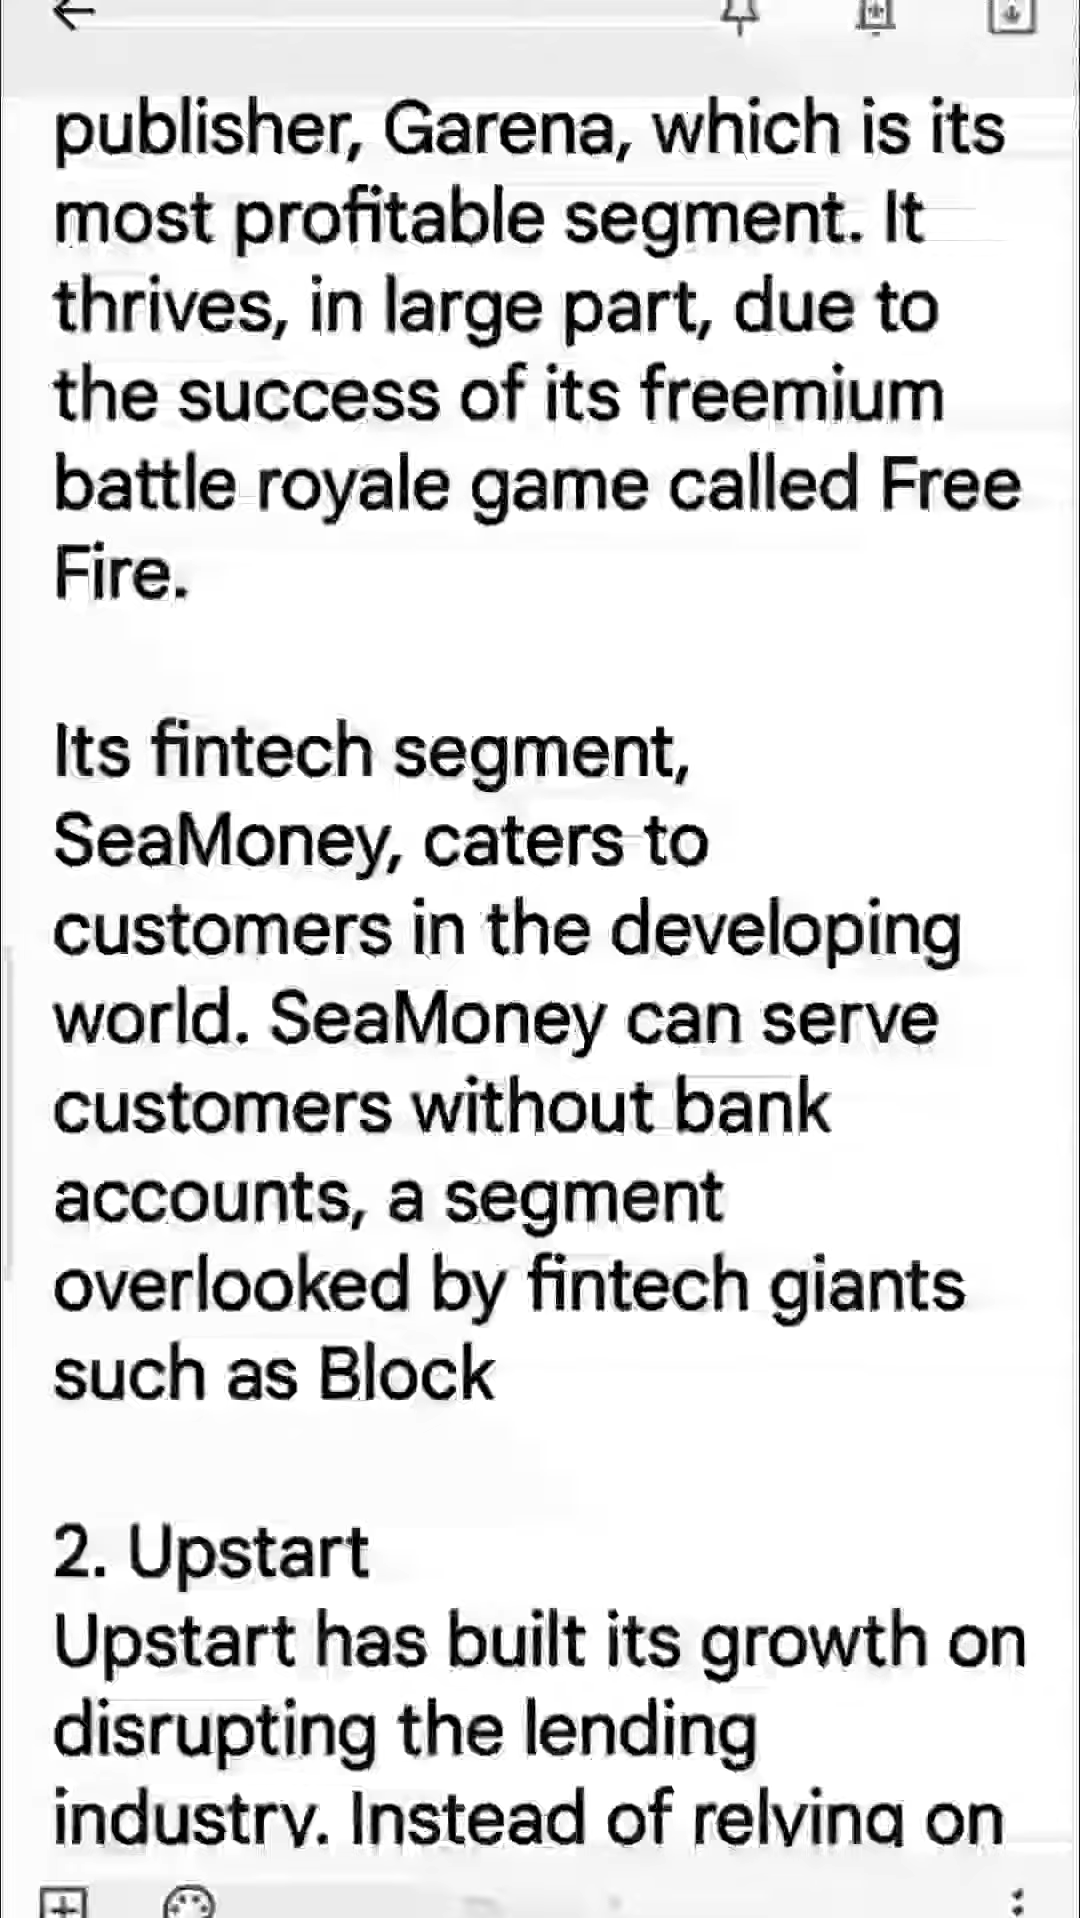 publisher, Garena, which is its
most profitable segment. It
thrives, in large part, due to
the success of its freemium
battle royale game called Free
Fire.
Its fintech segment,
SeaMoney, caters to
customers in the developing
world. SeaMoney can serve
customers without bank
accounts, a segment
overlooked by fintech giants
such as Block
2. Upstart
Upstart has built its growth on
disrupting the lending
industry. Instead of relying on